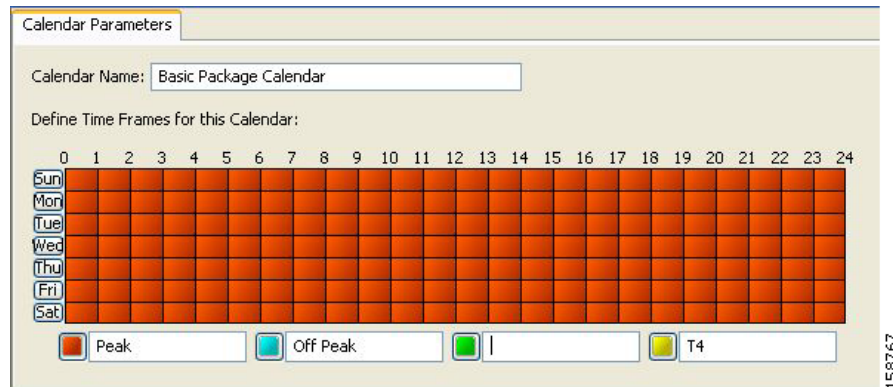 Calendar Parameters
Calendar Name: Basic Package Calendar
Define Time Frames for this Calendar:
0 1 2 3 4 5 6 7 8 9 10 11 12 13 14 15 16 17 18 19 20 21 22 23 24
Sun
Mon
Tue
Wed
Thu
Fri
Sat
Peak Off Peak T4